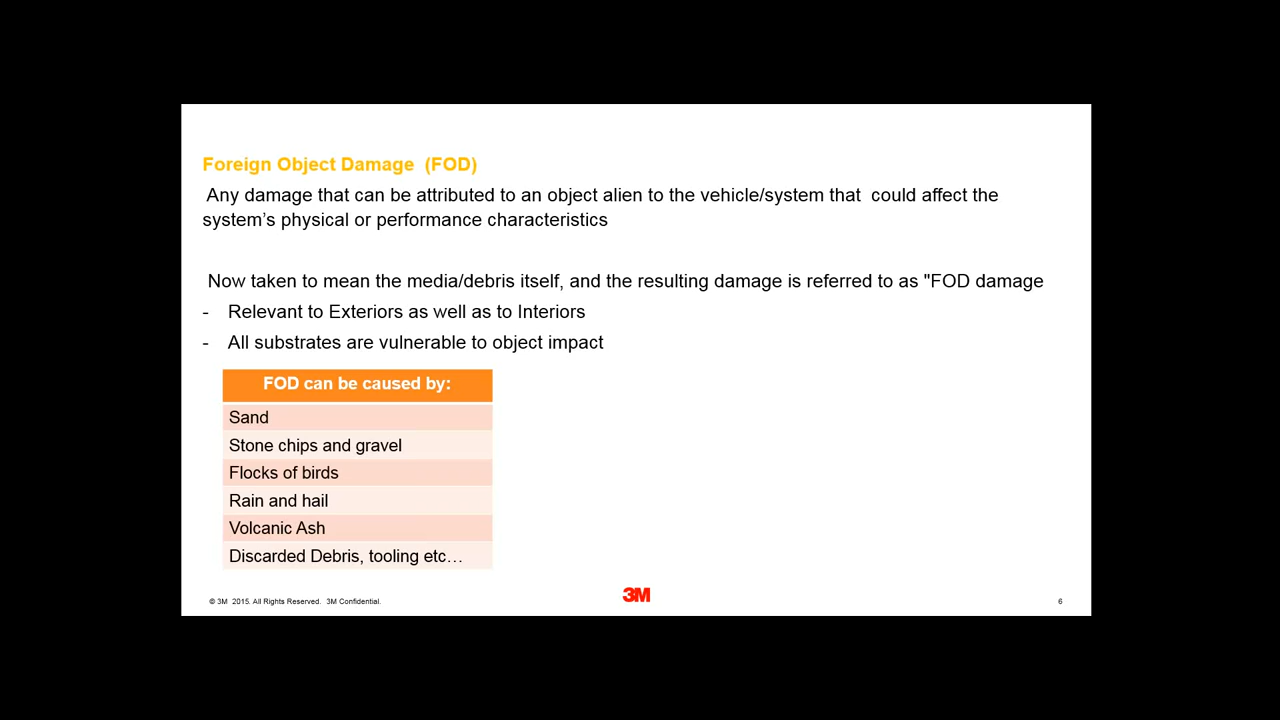 Foreign Object Damage  (FOD)
Any damage that can be attributed to an object alien to the vehicle/system that  could affect the
system's physical or performance characteristics
Now taken to mean the media/debris itself, and the resulting damage is referred to as "FOD damage
- Relevant to Exteriors as well as to Interiors
- All substrates are vulnerable to object impact
FOD can be caused by:
Sand
Stone chips and gravel
Flocks of birds
Rain and hail
Volcanic Ash
Discarded Debris, tooling etc…
© 3M  2015. All Rights Reserved.  3M Confidential.
3M
6